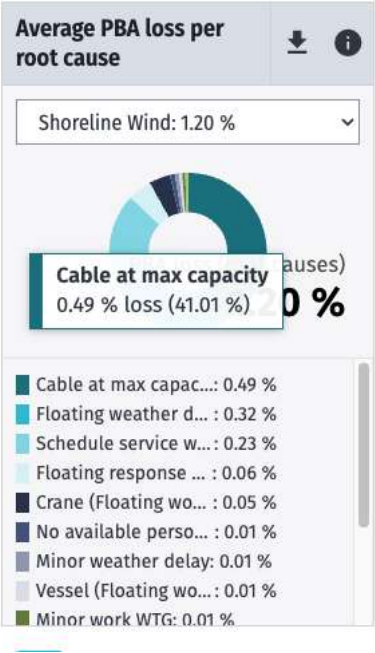 Average PBA loss per
root cause
Shoreline Wind: 1.20 %
auses)
Cable at max capacity
0.49 % loss (41.01 %)
20 %
Cable at max capac...: 0.49 %
Floating weather d... : 0.32 %
Schedule service w...: 0.23 %
Floating response ... : 0.06 %
Crane (Floating wo... : 0.05 %
No available perso... : 0.01 %
Minor weather delay: 0.01 %
Vessel (Floating wo... : 0.01 %
Minor work WTG: 0.01 %